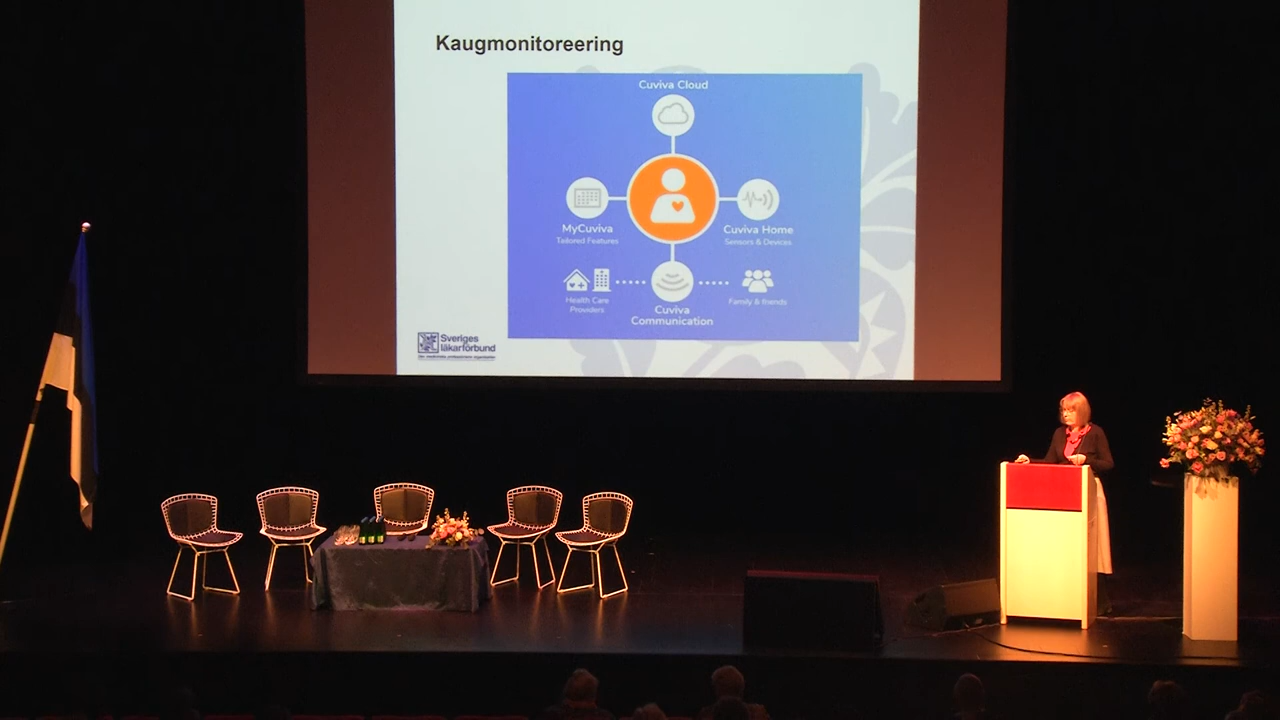 Kaugmonitoreering
Cuviva Cloud
MyCuviva
Tailored Features
Cuviva Home
Sensors & Devices
Health Care
Providers
Family & friends
Cuviva
Communication
Sveriges
läkarförbund